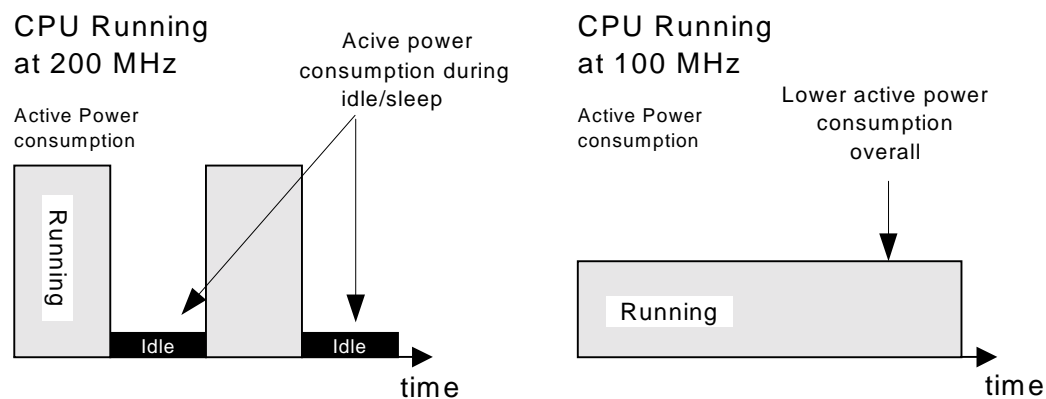 CPU Running
at 200 MHz
Acive power
consumption during
idle/sleep
Active Power
consumption
Running
Idle
Idle
time
CPU Running
at 100 MHz
Active Power
consumption
Lower active power
consumption
overall
Running
time